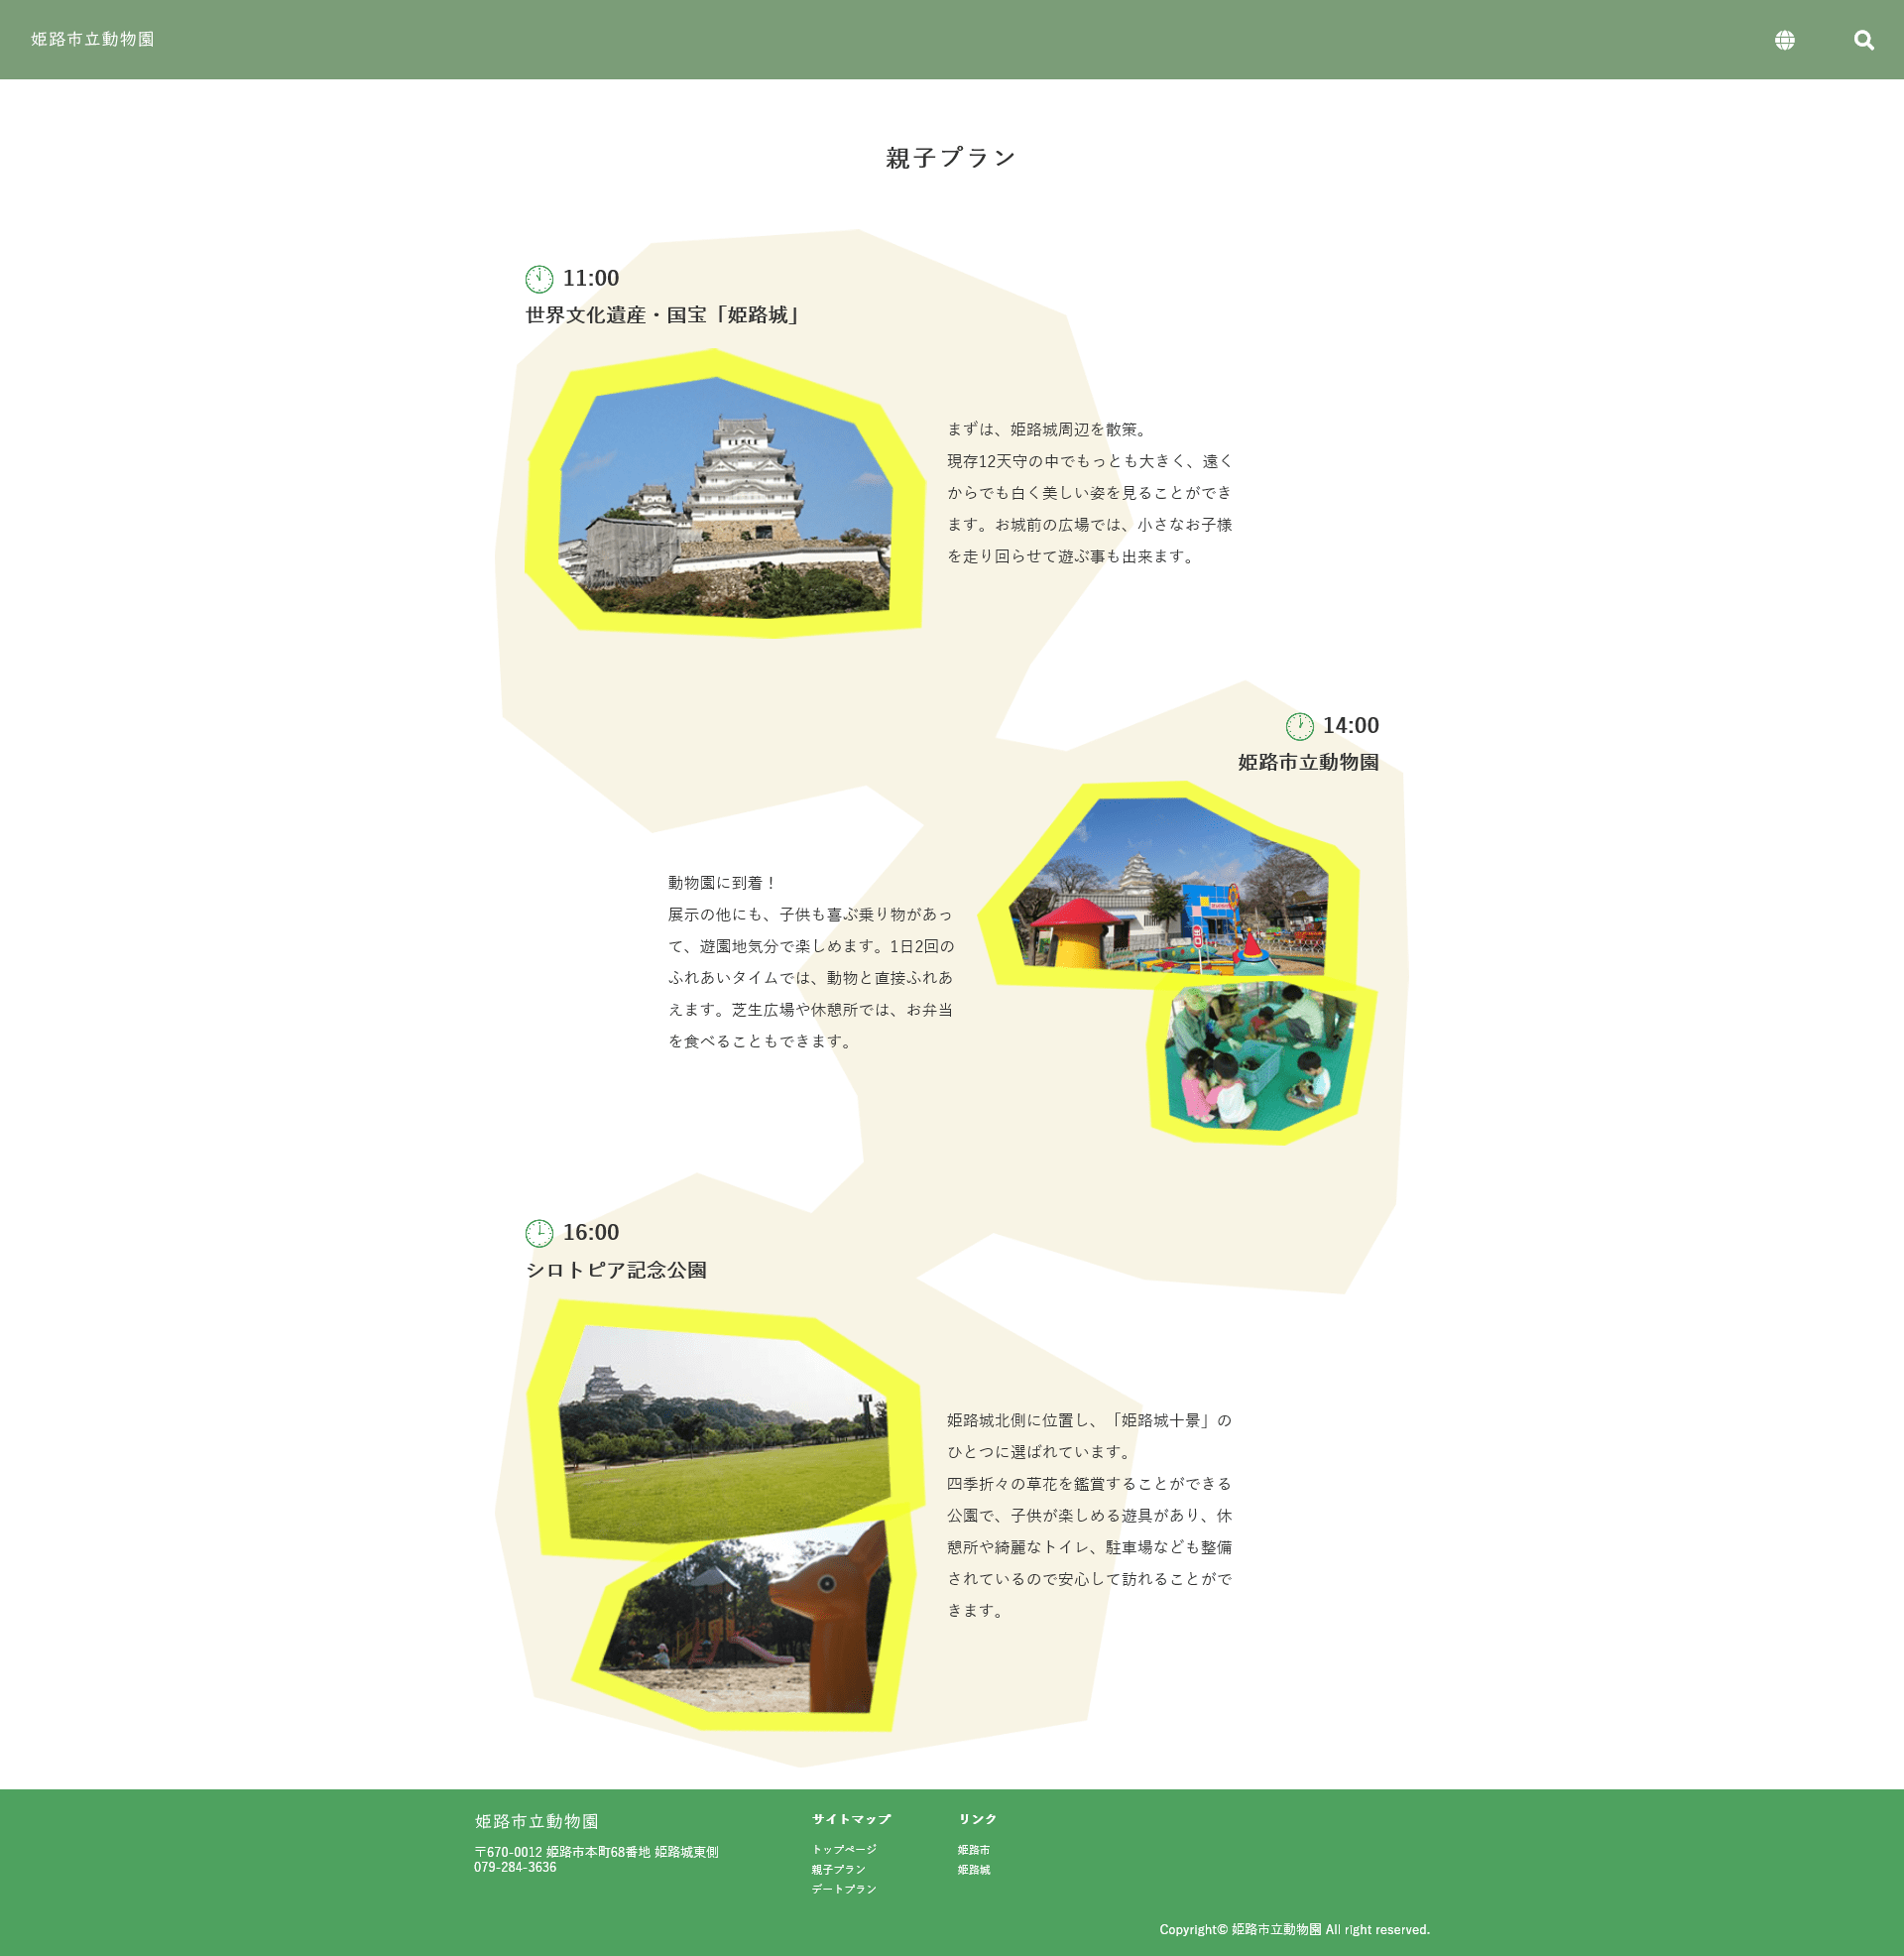 姫路市立動物園
親子プラン
11:00
世界文化遺産・国宝「姫路城」
まずは、姫路城周辺を散策。
現存12天守の中でもっとも大きく、遠く
からでも白く美しい姿を見ることができ
ます。お城前の広場では、小さなお子様
を走り回らせて遊ぶ事も出来ます。
14:00
姫路市立動物園
動物園に到着！
展示の他にも、子供も喜ぶ乗り物があっ
て、遊園地気分で楽しめます。1日2回の
ふれあいタイムでは、動物と直接ふれあ
えます。芝生広場や休憩所では、お弁当
を食べることもできます。
16:00
シロトピア記念公園
姫路城北側に位置し、「姫路城十景」の
ひとつに選ばれています。
四季折々の草花を鑑賞することができる
公園で、子供が楽しめる遊具があり、休
憩所や綺麗なトイレ、駐車場なども整備
されているので安心して訪れることがで
きます。
姫路市立動物園
〒670-0012 姫路市本町68番地 姫路城東側
079-284-3636
サイトマップ
トップページ
親子プラン
デートプラン
リンク
姫路市
姫路城
Copyright© 姫路市立動物園 All right reserved.